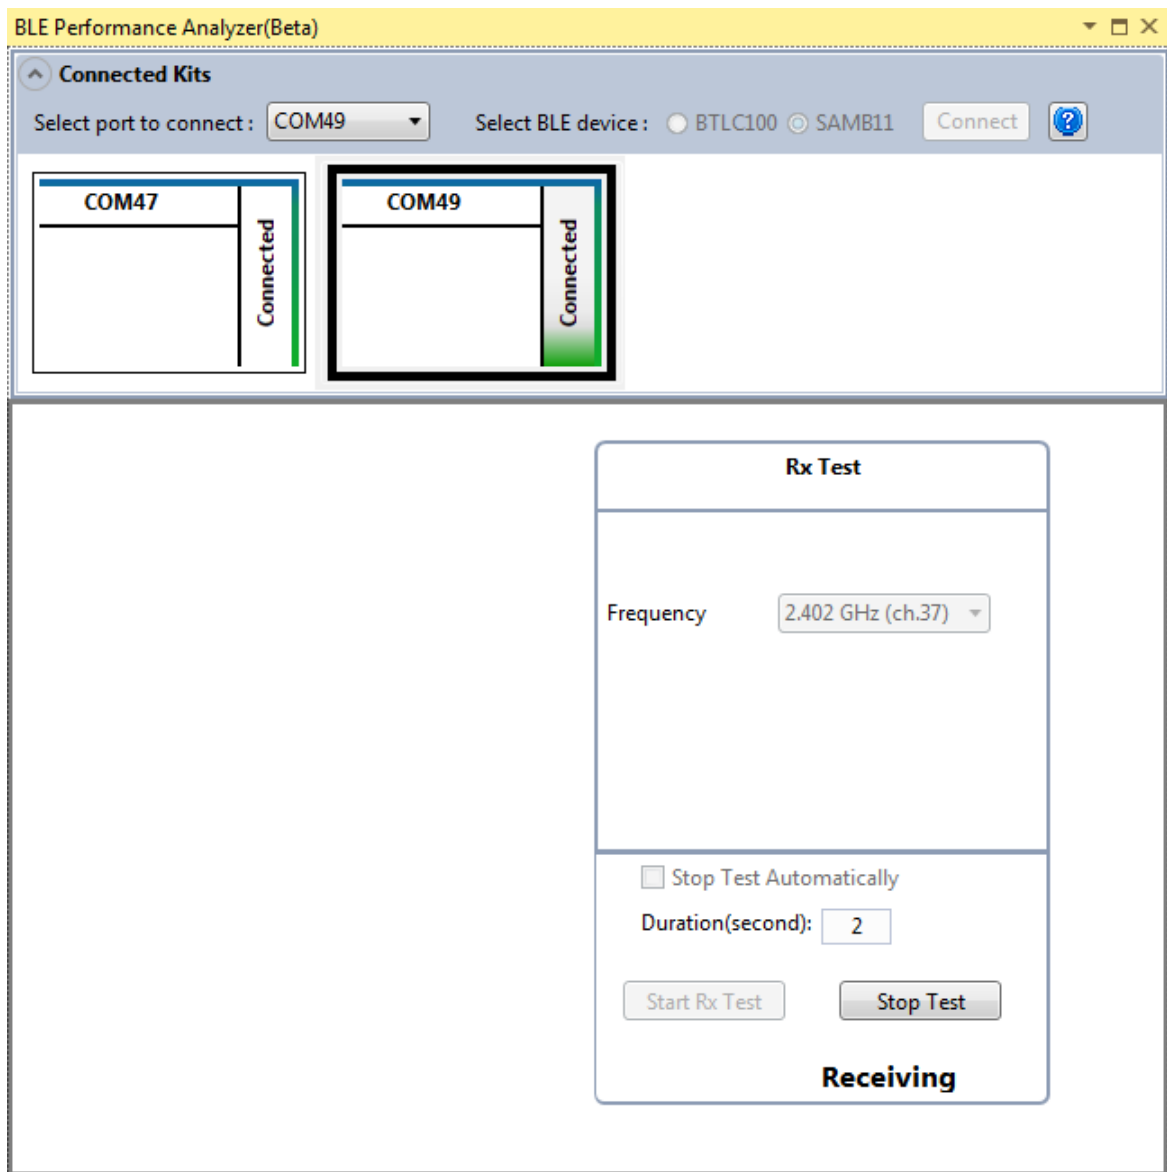 BLE Performance Analyzer(Beta)
Connected Kits
Select port to connect : COM49 Select BLE device : BTLC100 SAMB11 Connect ?
COM47 Connected COM49 Connected
Rx Test
Frequency 2.402 GHz (ch.37)
Stop Test Automatically
Duration(second): 2
Start Rx Test Stop Test
Receiving